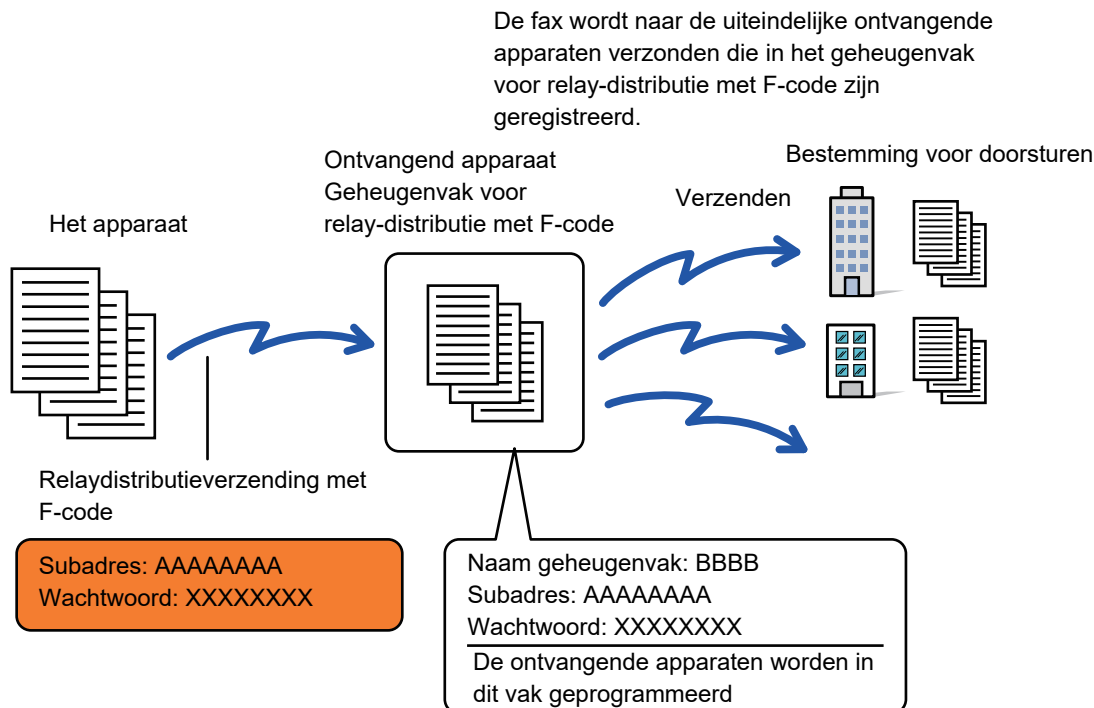 De fax wordt naar de uiteindelijke ontvangende
apparaten verzonden die in het geheugenvak
voor relay-distributie met F-code zijn
geregistreerd.
Ontvangend apparaat
Geheugenvak voor
relay-distributie met F-code
Bestemming voor doorsturen
Verzenden
Het apparaat
Relaydistributieverzending met
F-code
Subadres: AAAAAAAA
Wachtwoord: XXXXXXXX
Naam geheugenvak: BBBB
Subadres: AAAAAAAA
Wachtwoord: XXXXXXXX
De ontvangende apparaten worden in
dit vak geprogrammeerd